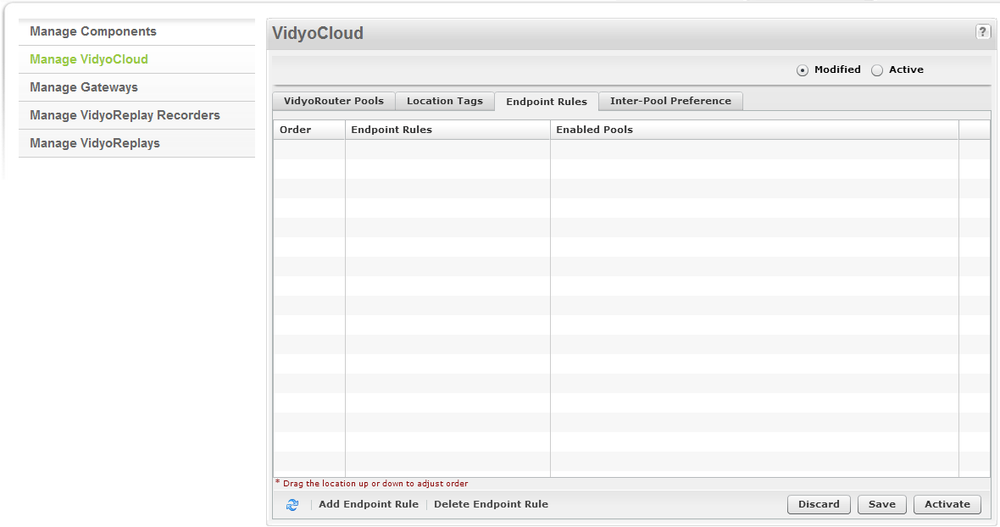 Manage Components
Manage VidyoCloud
Manage Gateways
Manage VidyoReplay Recorders
Manage VidyoReplays
VidyoCloud ?
Modified Active
VidyoRouter Pools Location Tags Endpoint Rules Inter-Pool Preference
Order Endpoint Rules Enabled Pools
* Drag the location up or down to adjust order
Add Endpoint Rule Delete Endpoint Rule Discard Save Activate